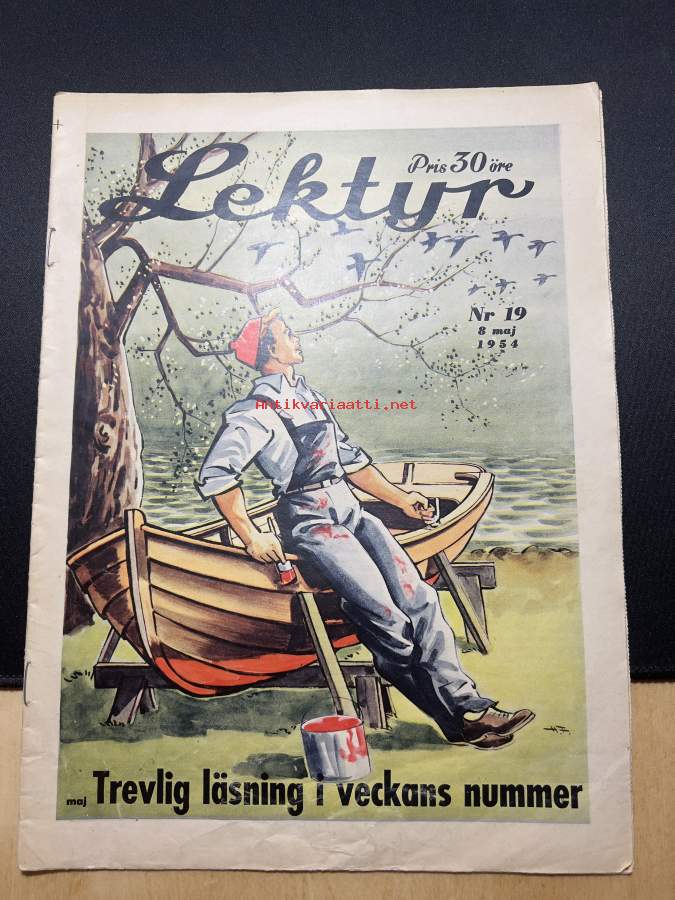 Pris 30 öre
Lektyr
Nr 19
8 maj
1954
Antikvariaatti.net
maj Trevlig läsning i veckans nummer